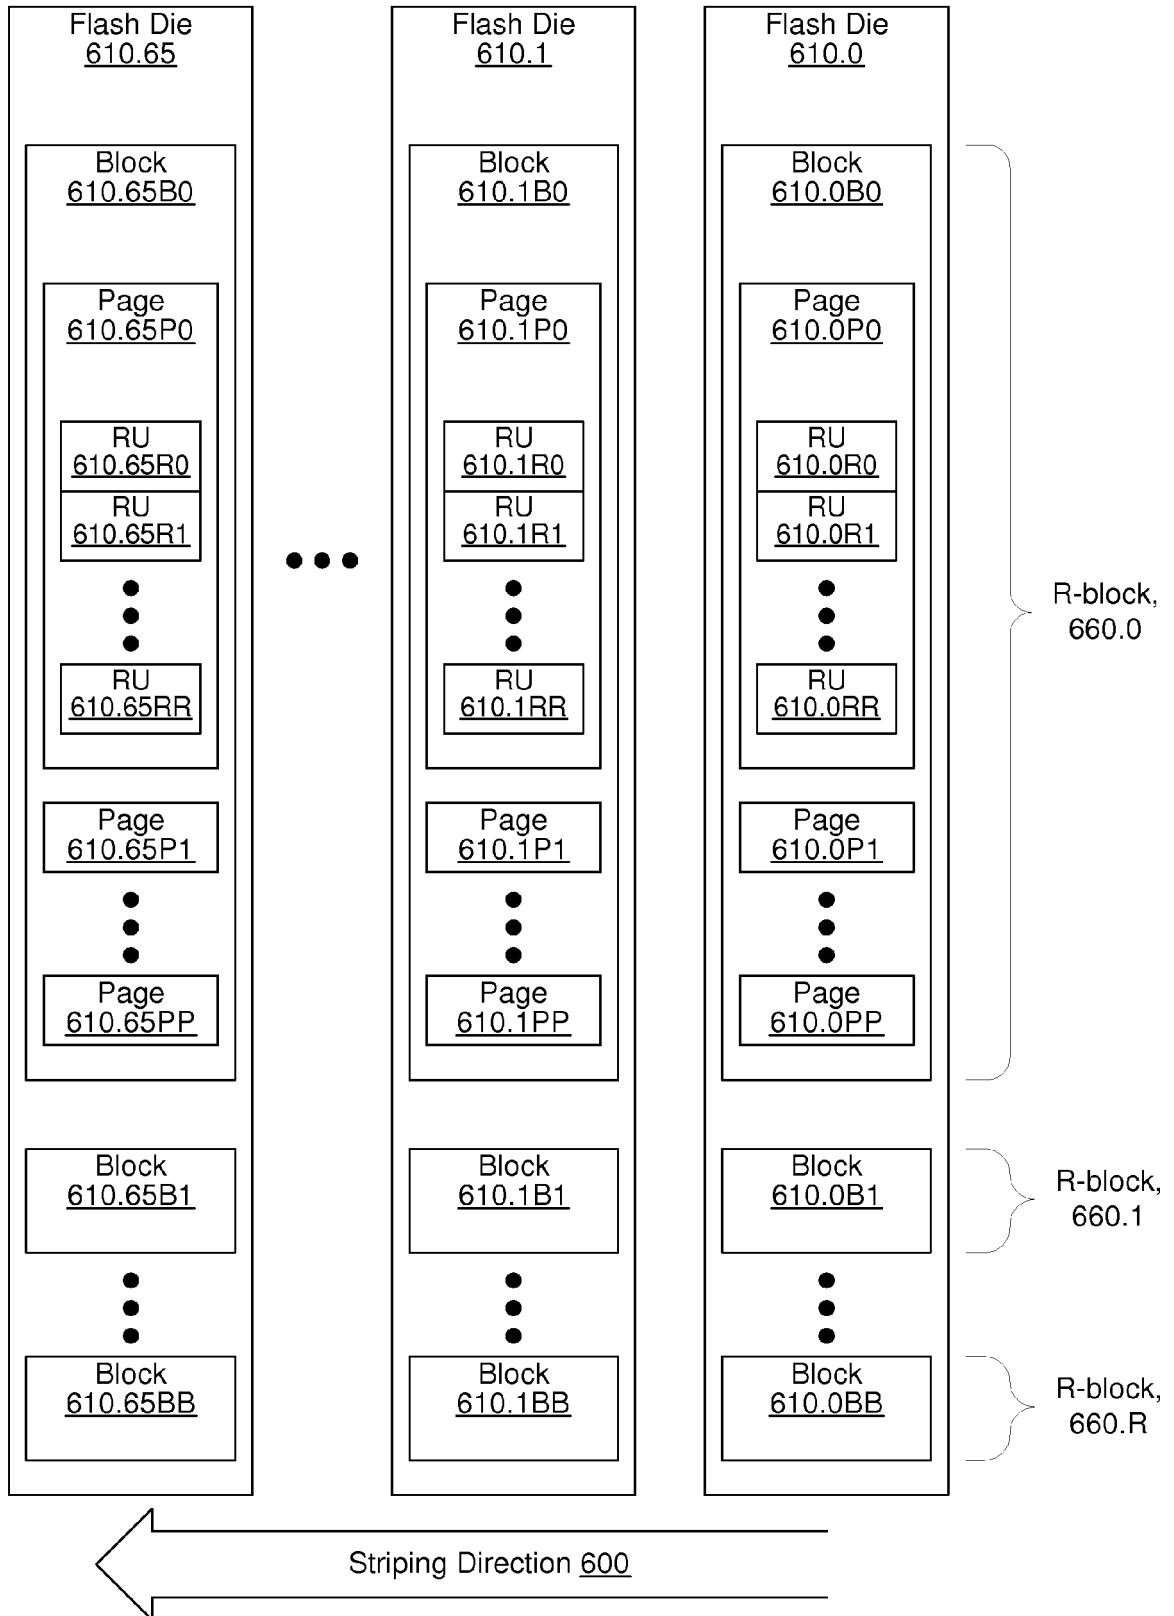 Flash Die
610.65
Flash Die
610.1
Flash Die
610.0
Block
610.65B0
Block
610.1B0
Block
610.0B0
Page
610.65P0
Page
610.1P0
Page
610.0P0
RU
610.65R0
RU
610.1R0
RU
610.0R0
RU
610.65R1
RU
610.1R1
RU
610.0R1
R-block,
660.0
RU
610.65RR
RU
610.1RR
RU
610.0RR
Page
610.65P1
Page
610.1P1
Page
610.0P1
Page
610.65PP
Page
610.1PP
Page
610.0PP
Block
610.65B1
Block
610.1B1
Block
610.0B1
R-block,
660.1
Block
610.65BB
Block
610.1BB
Block
610.0BB
R-block,
660.R
Striping Direction 600